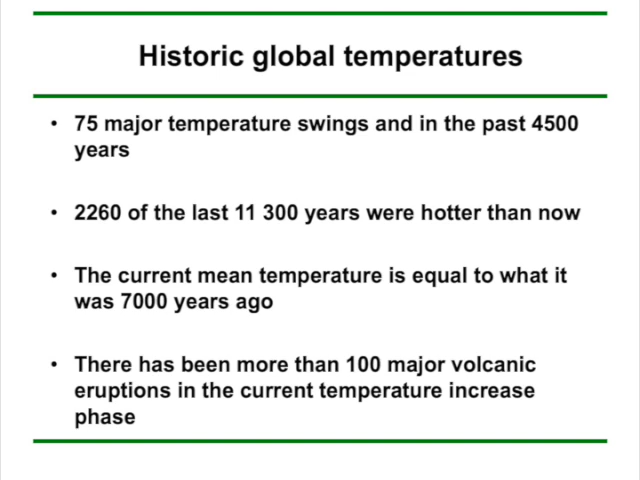 Historic global temperatures
• 75 major temperature swings and in the past 4500
years
• 2260 of the last 11 300 years were hotter than now
• The current mean temperature is equal to what it
was 7000 years ago
• There has been more than 100 major volcanic
eruptions in the current temperature increase
phase